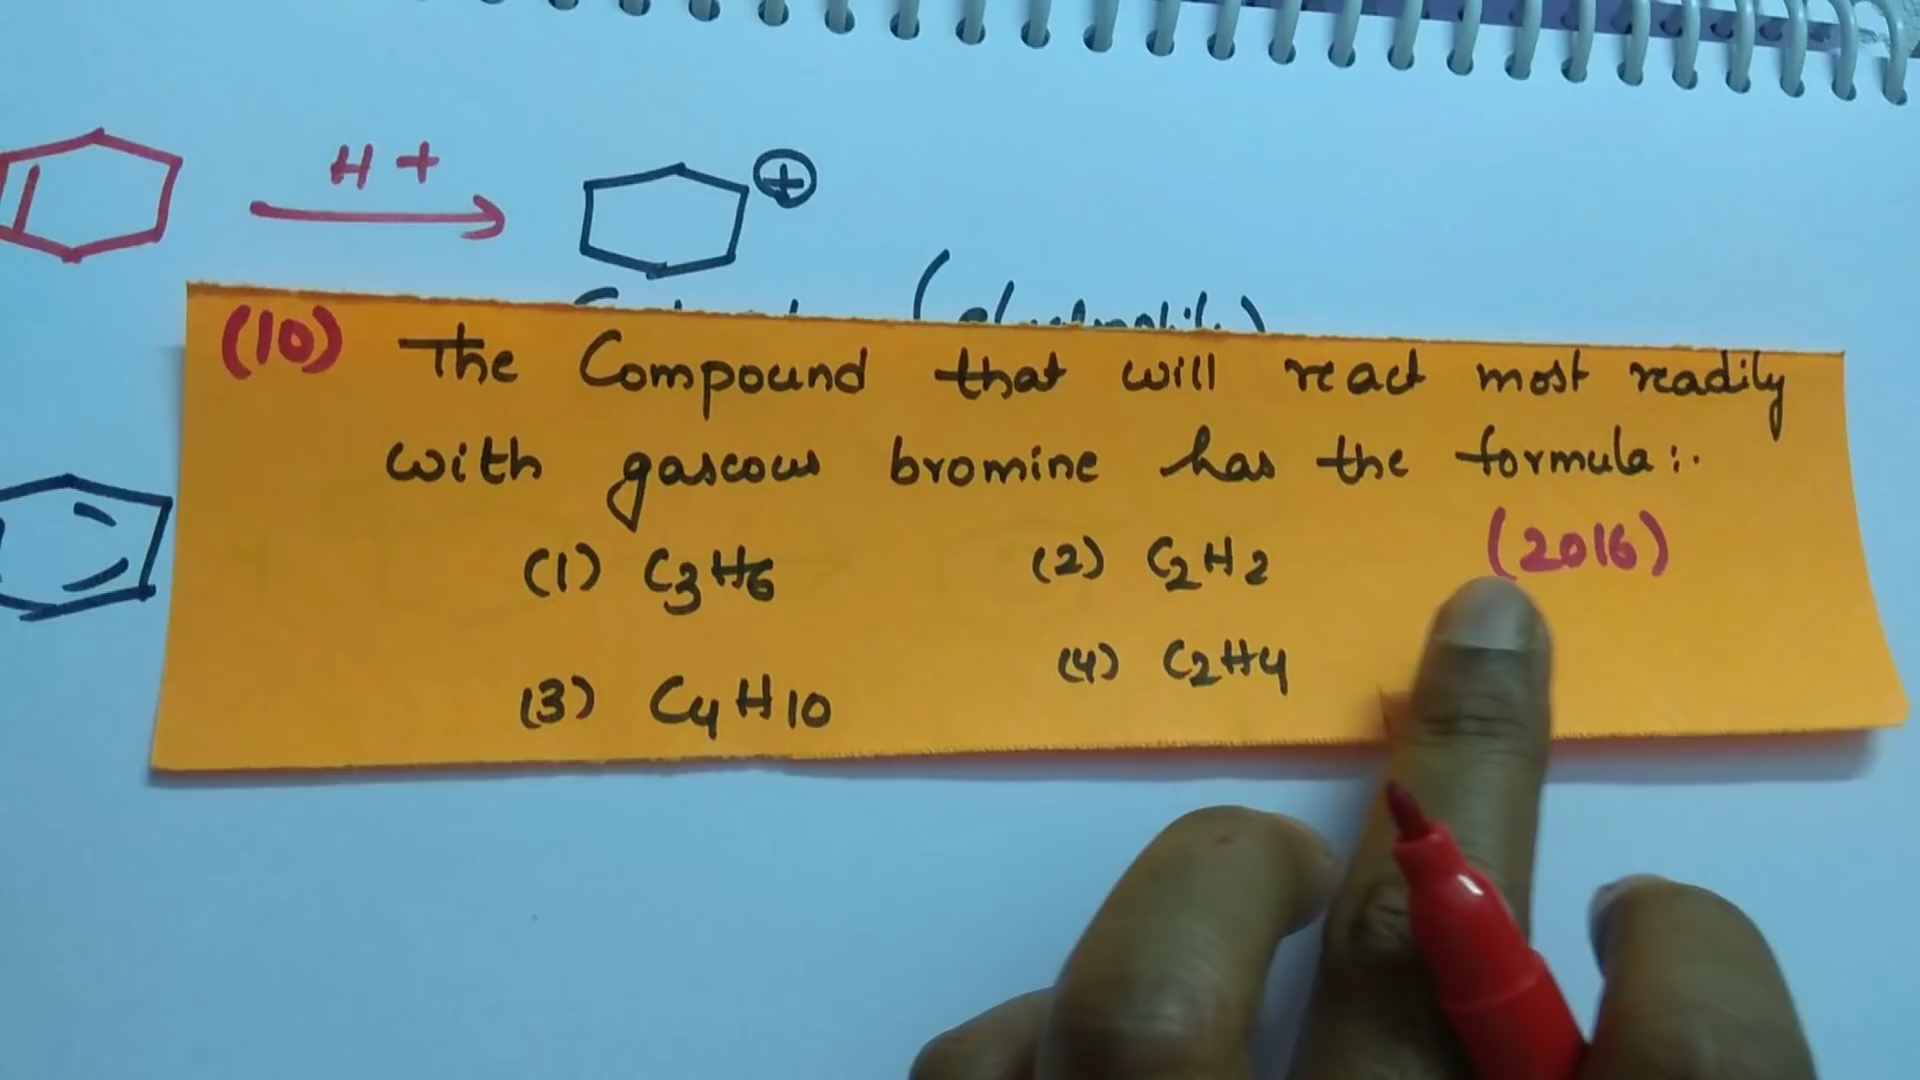 H+
+
(10) The Compound that will react most readily
with gaseous bromine has the formula:.
(2016)
(1) C3H6 (2) C2H2
(3) C4H10 (4) C2H4